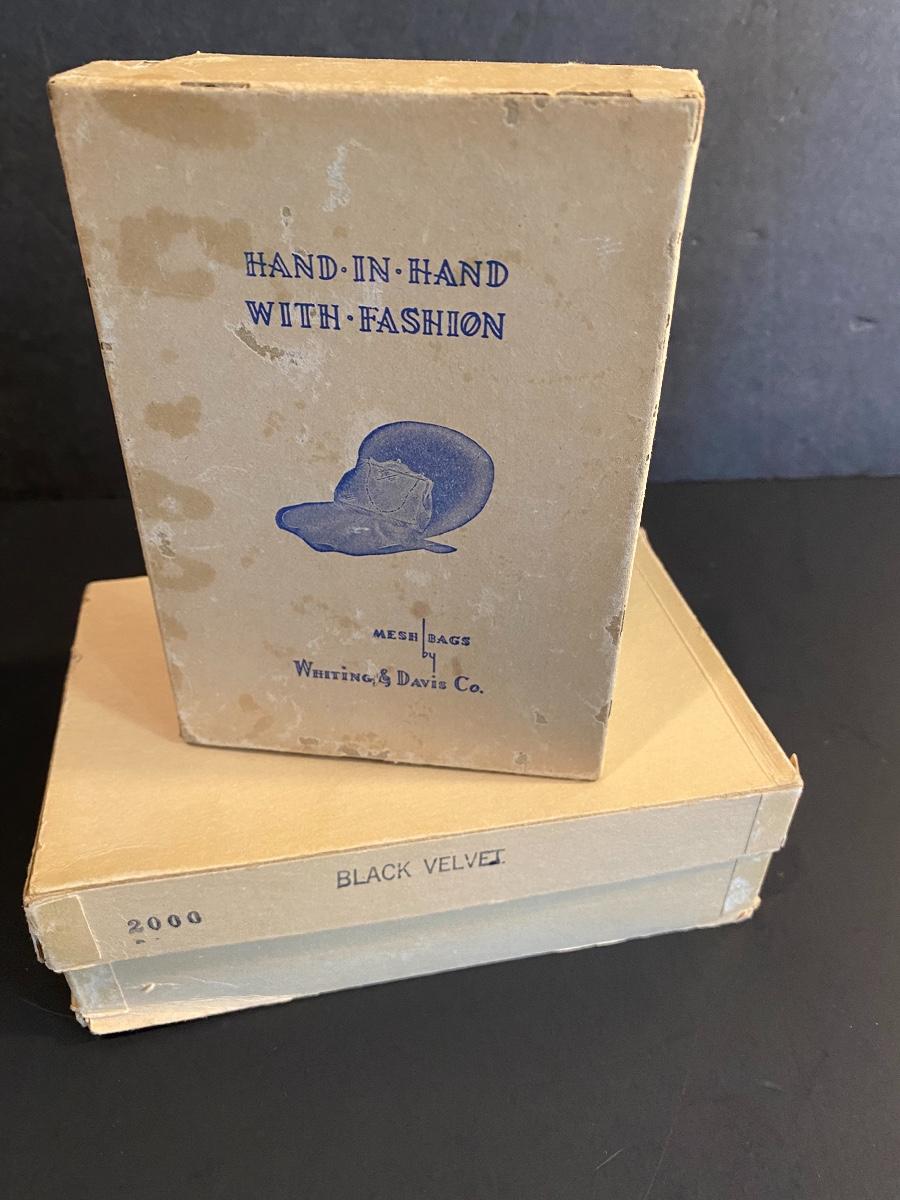 HAND·IN·HAND
WITH·FASHION
MESH BAGS
by
WHITING & DAVIS CO.
BLACK VELVET
2000